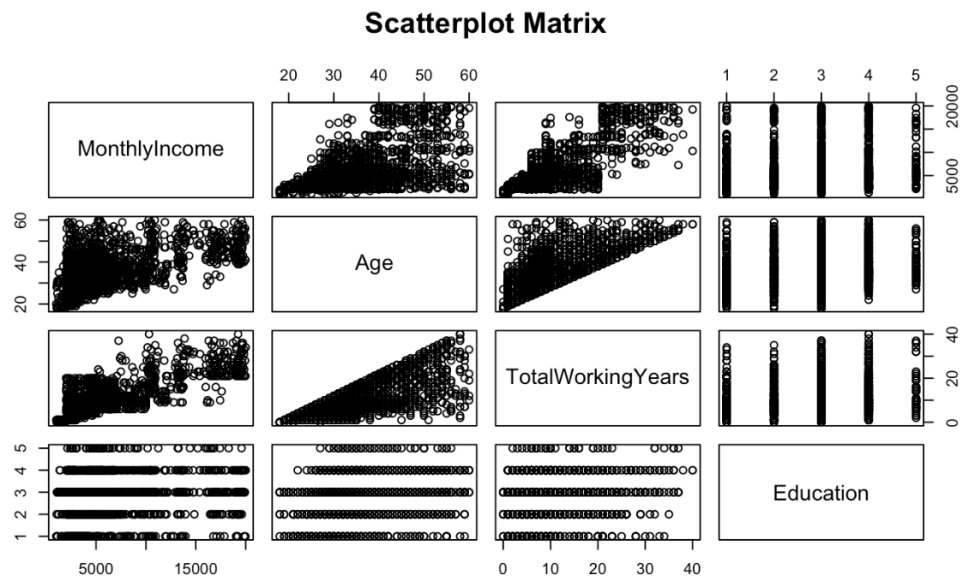 Scatterplot Matrix
20 30 40 50 60
1 2 3 4 5
MonthlyIncome
5000 20000
20 40 60
Age
TotalWorkingYears
0 20 40
1 2 3 4 5
Education
5000 15000
0 10 20 30 40